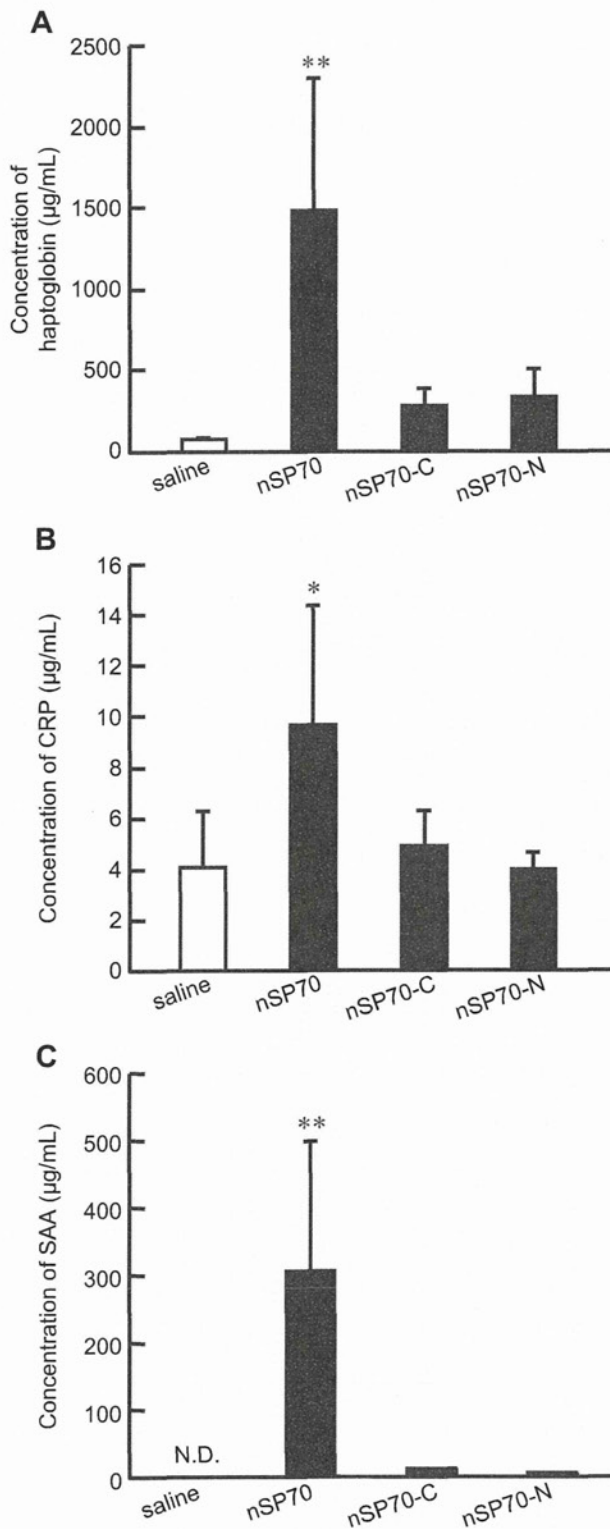 A
2500
**
2000
1500
1000
500
0
Concentration of
haptoglobin (µg/mL)
saline
nSP70
nSP70-C
nSP70-N
B
16
*
14
12
10
8
6
4
2
0
Concentration of CRP (µg/mL)
saline
nSP70
nSP70-C
nSP70-N
C
600
**
500
400
300
200
100
0
Concentration of SAA (µg/mL)
N.D.
saline
nSP70
nSP70-C
nSP70-N